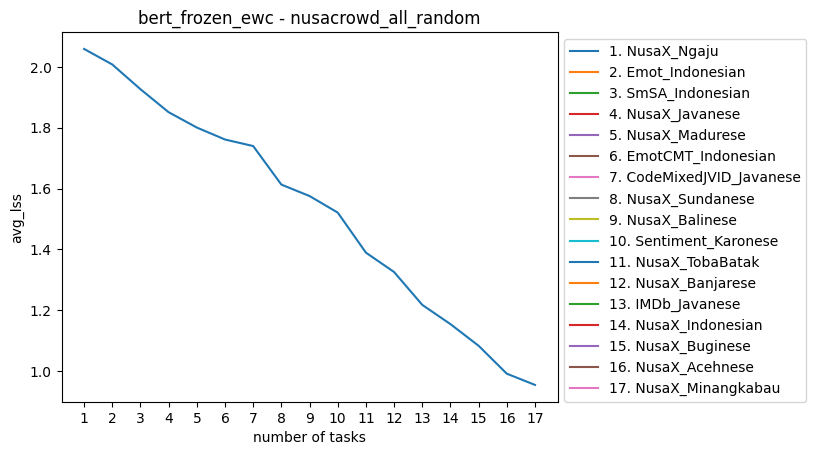 bert_frozen_ewc - nusacrowd_all_random
avg_lss
2.0
1.8
1.6
1.4
1.2
1.0
1 2 3 4 5 6 7 8 9 10 11 12 13 14 15 16 17
number of tasks
1. NusaX_Ngaju
2. Emot_Indonesian
3. SmSA_Indonesian
4. NusaX_Javanese
5. NusaX_Madurese
6. EmotCMT_Indonesian
7. CodeMixedJVID_Javanese
8. NusaX_Sundanese
9. NusaX_Balinese
10. Sentiment_Karonese
11. NusaX_TobaBatak
12. NusaX_Banjarese
13. IMDb_Javanese
14. NusaX_Indonesian
15. NusaX_Buginese
16. NusaX_Acehnese
17. NusaX_Minangkabau